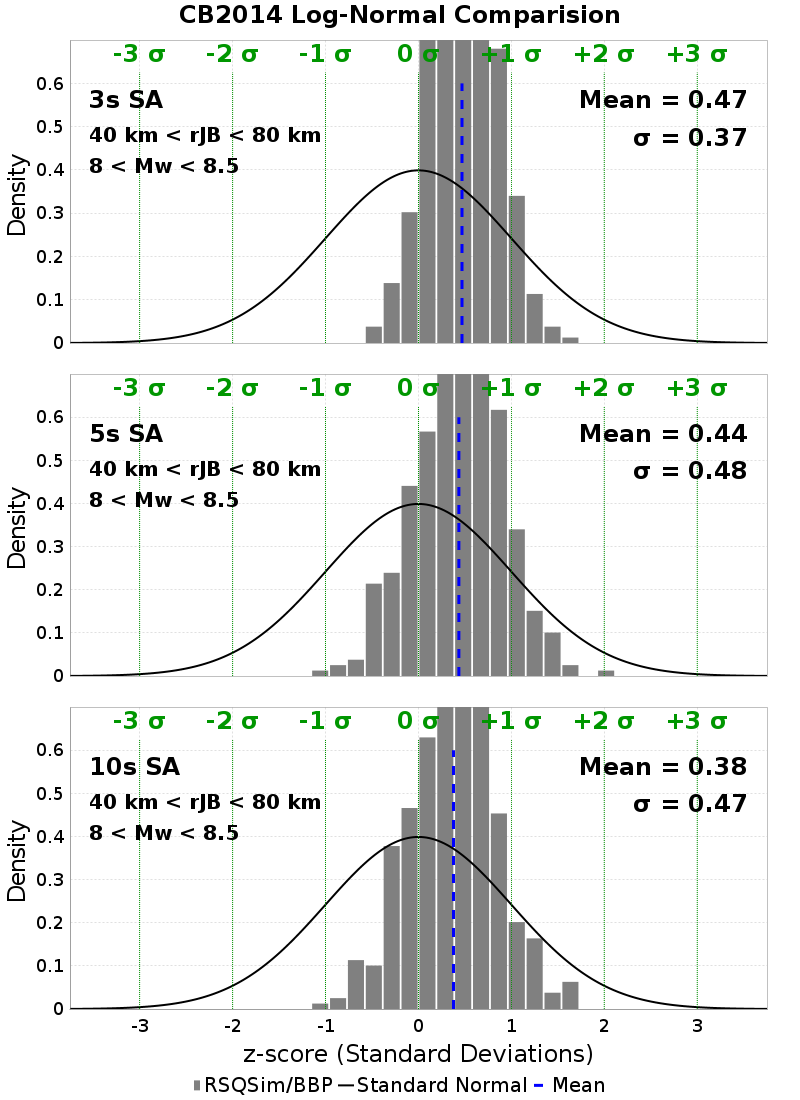 CB2014 Log-Normal Comparision
-3 σ -2 σ -1 σ 0 σ +1 σ +2 σ +3 σ
3s SA
Mean = 0.47
40 km < rJB < 80 km
σ = 0.37
8 < Mw < 8.5
0.6
0.5
0.4
0.3
0.2
0.1
0
Density
-3 σ -2 σ -1 σ 0 σ +1 σ +2 σ +3 σ
5s SA
Mean = 0.44
40 km < rJB < 80 km
σ = 0.48
8 < Mw < 8.5
0.6
0.5
0.4
0.3
0.2
0.1
0
Density
-3 σ -2 σ -1 σ 0 σ +1 σ +2 σ +3 σ
10s SA
Mean = 0.38
40 km < rJB < 80 km
σ = 0.47
8 < Mw < 8.5
0.6
0.5
0.4
0.3
0.2
0.1
0
Density
-3 -2 -1 0 1 2 3
z-score (Standard Deviations)
RSQSim/BBP Standard Normal Mean